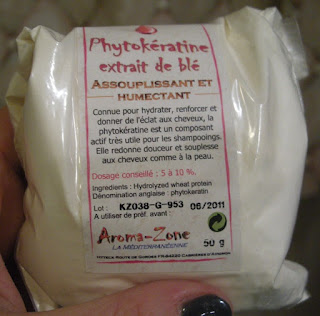 Phytokératine
extrait de blé
Assouplissant et
humectant
Connue pour hydrater, renforcer et
donner de l'éclat aux cheveux, la
phytokératine est un composant
actif très utile pour les shampooings.
Elle redonne douceur et souplesse
aux cheveux comme à la peau.
Dosage conseillé : 5 à 10 %.
Ingredients : Hydrolyzed wheat protein
Dénomination anglaise : phytokeratin
Lot : KZ038-G-953 06/2011
A utiliser de préf. avant :
Aroma-Zone
La Méditerranéenne
50 g